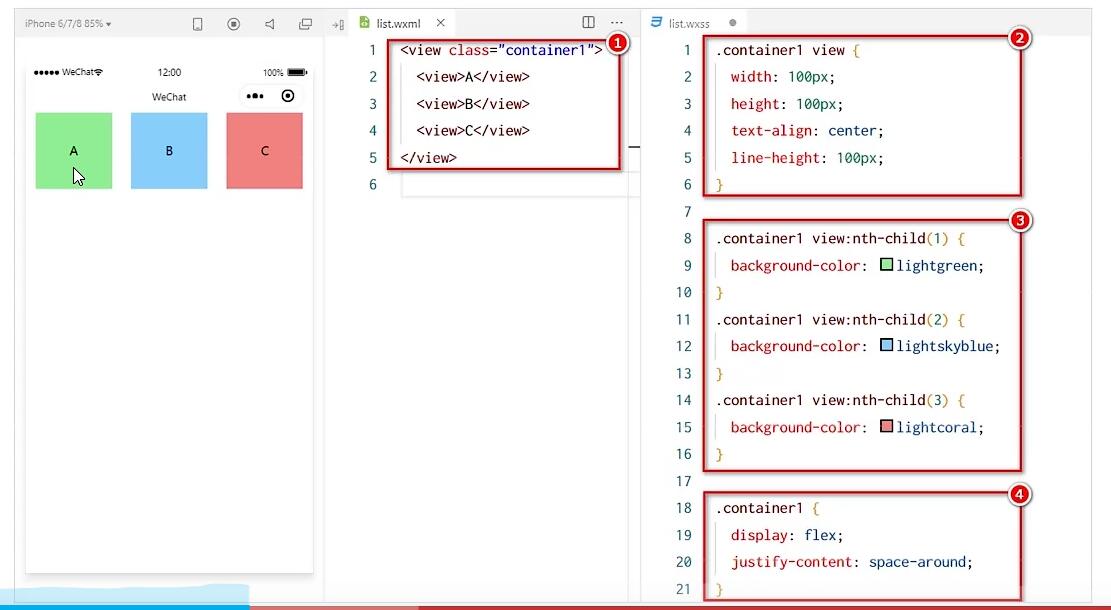 iPhone 6/7/8 85%
list.wxml
list.wxss
WeChat
12:00
100%
WeChat
A
B
C
1
1 <view class="container1">
2 <view>A</view>
3 <view>B</view>
4 <view>C</view>
5 </view>
6
2
1 .container1 view {
2 width: 100px;
3 height: 100px;
4 text-align: center;
5 line-height: 100px;
6 }
7
3
8 .container1 view:nth-child(1) {
9 background-color: lightgreen;
10 }
11 .container1 view:nth-child(2) {
12 background-color: lightskyblue;
13 }
14 .container1 view:nth-child(3) {
15 background-color: lightcoral;
16 }
17
4
18 .container1 {
19 display: flex;
20 justify-content: space-around;
21 }